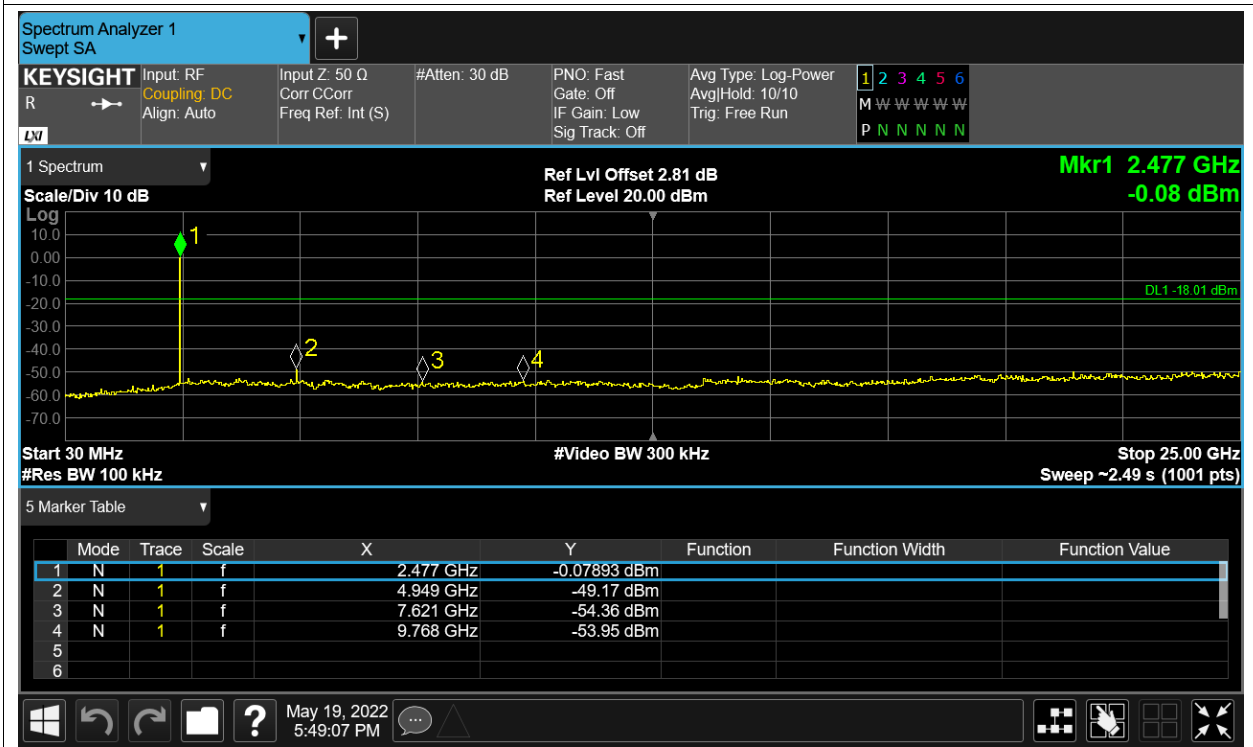 Spectrum Analyzer 1
Swept SA
KEYSIGHT Input: RF Input Z: 50 Ω #Atten: 30 dB PNO: Fast Avg Type: Log-Power 1 2 3 4 5 6
R Coupling: DC Corr CCorr Gate: Off Avg|Hold: 10/10 M W W W W W
Align: Auto Freq Ref: Int (S) IF Gain: Low Trig: Free Run
LXI Sig Track: Off P N N N N N
1 Spectrum Ref Lvl Offset 2.81 dB Mkr1 2.477 GHz
Scale/Div 10 dB Ref Level 20.00 dBm -0.08 dBm
Log
10.0 1
0.00
-10.0
DL1 -18.01 dBm
-20.0
-30.0
-40.0 2 3 4
-50.0
-60.0
-70.0
Start 30 MHz #Video BW 300 kHz Stop 25.00 GHz
#Res BW 100 kHz Sweep ~2.49 s (1001 pts)
5 Marker Table
Mode Trace Scale X Y Function Function Width Function Value
1 N 1 f 2.477 GHz -0.07893 dBm
2 N 1 f 4.949 GHz -49.17 dBm
3 N 1 f 7.621 GHz -54.36 dBm
4 N 1 f 9.768 GHz -53.95 dBm
5
6
? May 19, 2022
5:49:07 PM